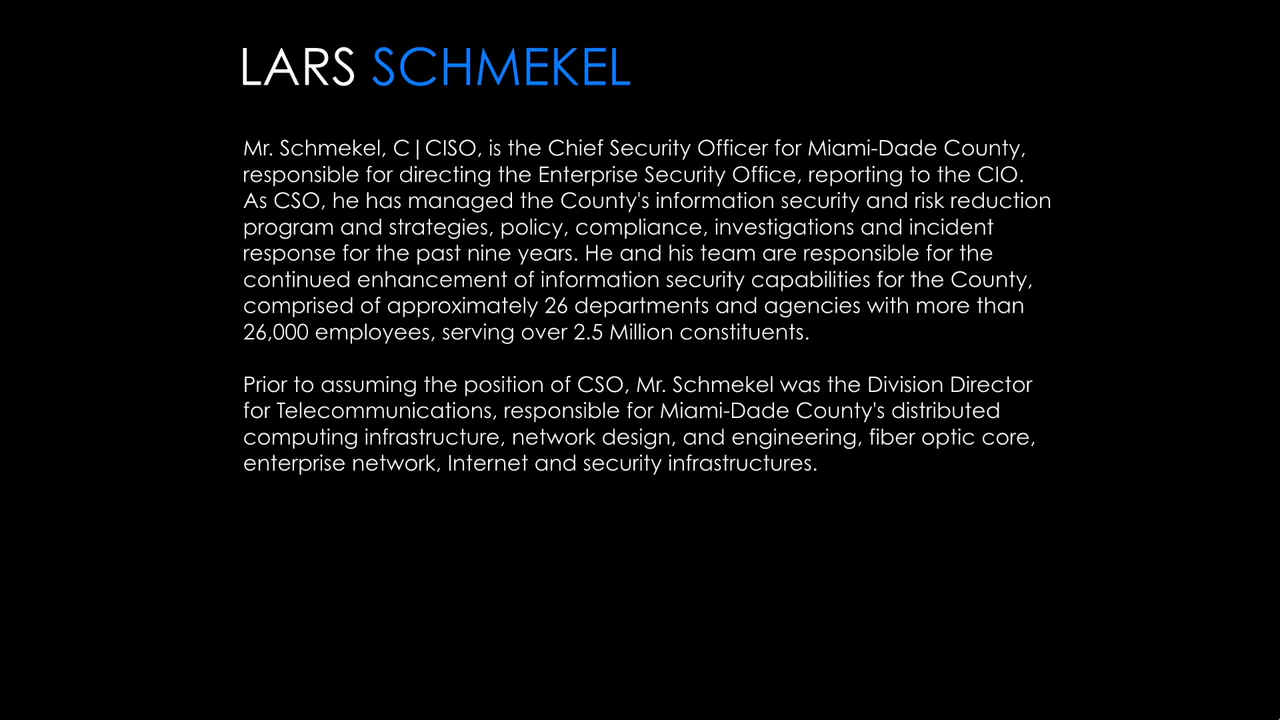 LARS SCHMEKEL
Mr. Schmekel, C|CISO, is the Chief Security Officer for Miami-Dade County,
responsible for directing the Enterprise Security Office, reporting to the CIO.
As CSO, he has managed the County's information security and risk reduction
program and strategies, policy, compliance, investigations and incident
response for the past nine years. He and his team are responsible for the
continued enhancement of information security capabilities for the County,
comprised of approximately 26 departments and agencies with more than
26,000 employees, serving over 2.5 Million constituents.
Prior to assuming the position of CSO, Mr. Schmekel was the Division Director
for Telecommunications, responsible for Miami-Dade County's distributed
computing infrastructure, network design, and engineering, fiber optic core,
enterprise network, Internet and security infrastructures.